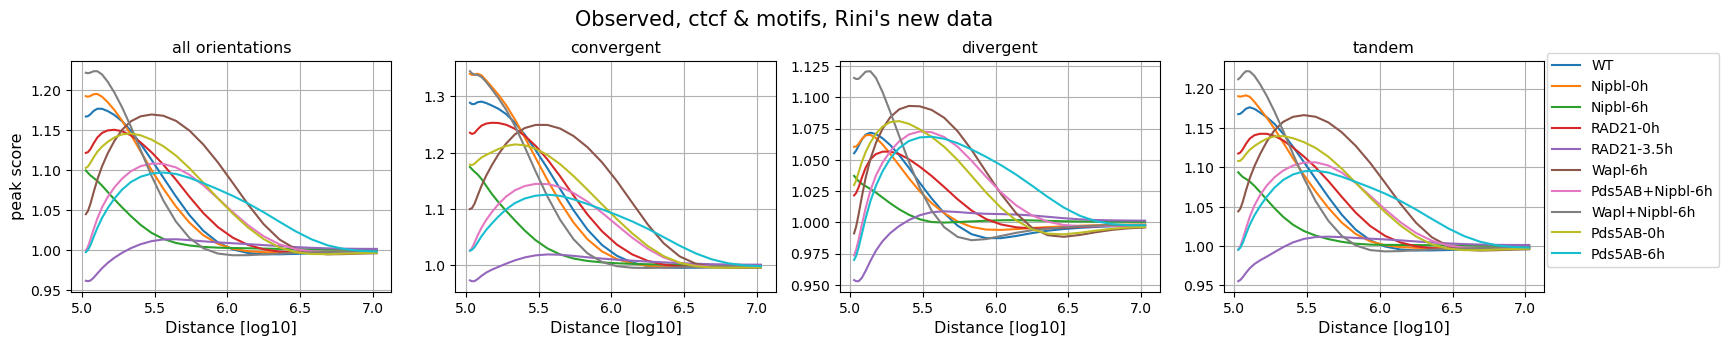 Observed, ctcf & motifs, Rini's new data
all orientations
convergent
divergent
tandem
peak score
1.20
1.15
1.10
1.05
1.00
0.95
5.0 5.5 6.0 6.5 7.0
Distance [log10]
1.3
1.2
1.1
1.0
5.0 5.5 6.0 6.5 7.0
Distance [log10]
1.125
1.100
1.075
1.050
1.025
1.000
0.975
0.950
5.0 5.5 6.0 6.5 7.0
Distance [log10]
1.20
1.15
1.10
1.05
1.00
0.95
5.0 5.5 6.0 6.5 7.0
Distance [log10]
WT
Nipbl-0h
Nipbl-6h
RAD21-0h
RAD21-3.5h
Wapl-6h
Pds5AB+Nipbl-6h
Wapl+Nipbl-6h
Pds5AB-0h
Pds5AB-6h